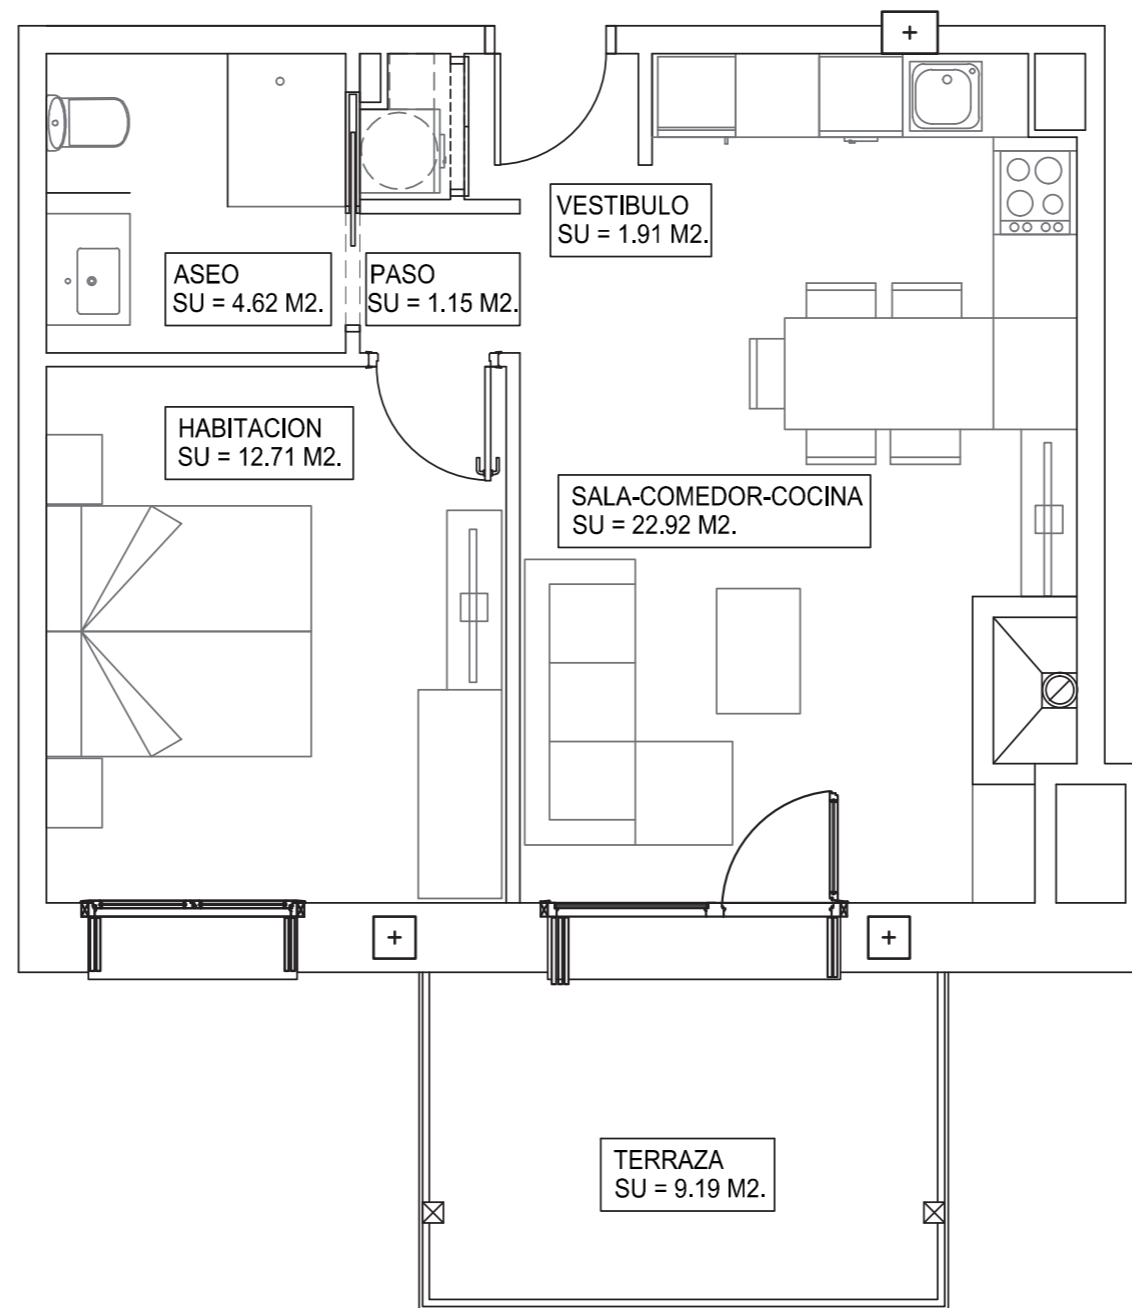 VESTIBULO
SU = 1.91 M2.
ASEO
SU = 4.62 M2.
PASO
SU = 1.15 M2.
HABITACION
SU = 12.71 M2.
SALA-COMEDOR-COCINA
SU = 22.92 M2.
TERRAZA
SU = 9.19 M2.